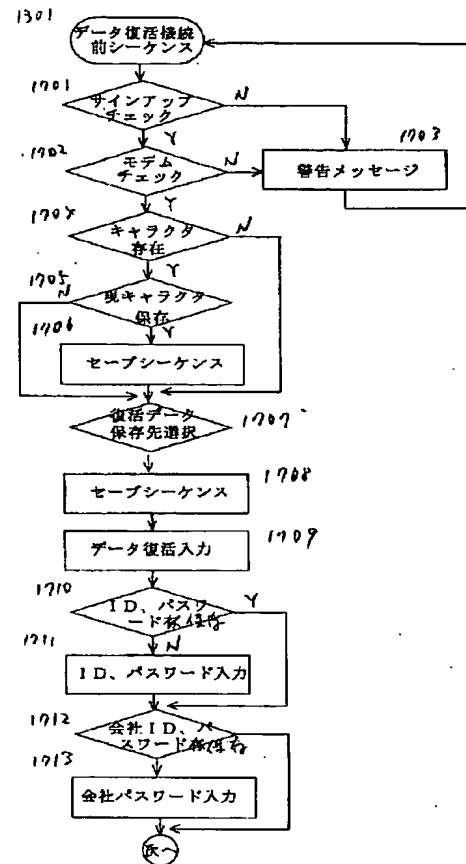 1301
データ復活接続
前シーケンス
1701
サインアップ
チェック
N
Y
1702
モデム
チェック
N
1703
警告メッセージ
Y
1704
キャラクタ
存在
N
Y
1705
N
現キャラクタ
保存
Y
1706
セーブシーケンス
復活データ
保存先選択
1707
セーブシーケンス
1708
データ復活入力
1709
1710
ID、パスワ
ード
保存
Y
N
1711
ID、パスワード入力
1712
会社ID、パ
スワード
保存
1713
会社パスワード入力
次へ